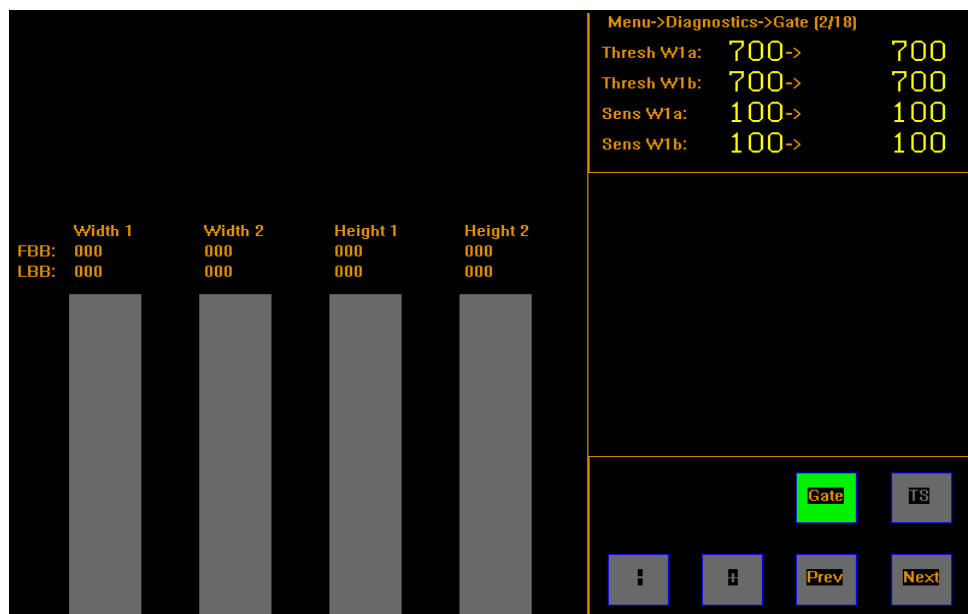 Menu->Diagnostics->Gate (2/18)
Thresh W1a: 700-> 700
Thresh W1b: 700-> 700
Sens W1a: 100-> 100
Sens W1b: 100-> 100
Width 1 Width 2 Height 1 Height 2
FBB: 000 000 000 000
LBB: 000 000 000 000
Gate TS
Prev Next